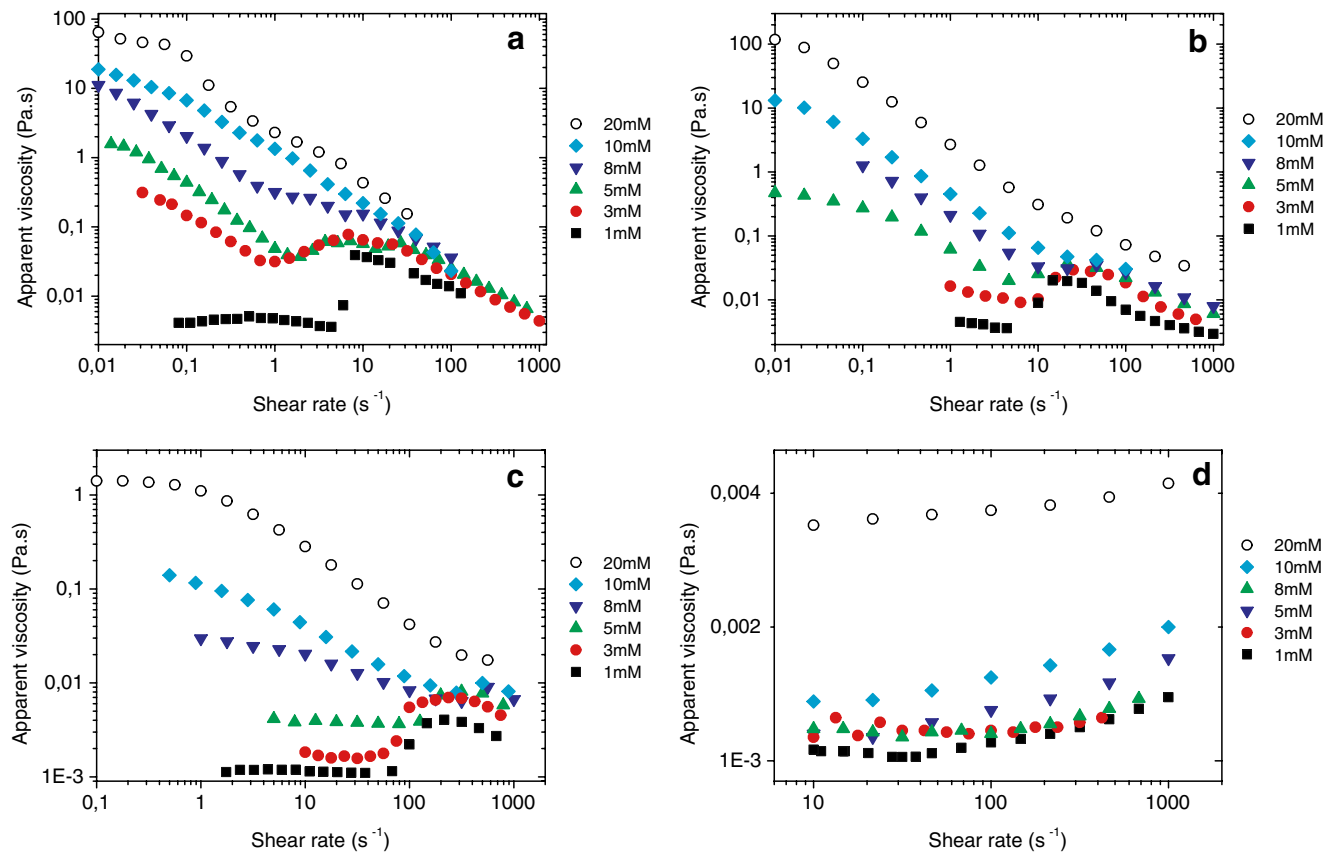 a
100
10
1
0,1
0,01
Apparent viscosity (Pa.s)
0,01 0,1 1 10 100 1000
Shear rate (s⁻¹)
20mM
10mM
8mM
5mM
3mM
1mM
b
100
10
1
0,1
0,01
Apparent viscosity (Pa.s)
0,01 0,1 1 10 100 1000
Shear rate (s⁻¹)
20mM
10mM
8mM
5mM
3mM
1mM
c
1
0,1
0,01
1E-3
Apparent viscosity (Pa.s)
0,1 1 10 100 1000
Shear rate (s⁻¹)
20mM
10mM
8mM
5mM
3mM
1mM
d
0,004
0,002
1E-3
Apparent viscosity (Pa.s)
10 100 1000
Shear rate (s⁻¹)
20mM
10mM
8mM
5mM
3mM
1mM